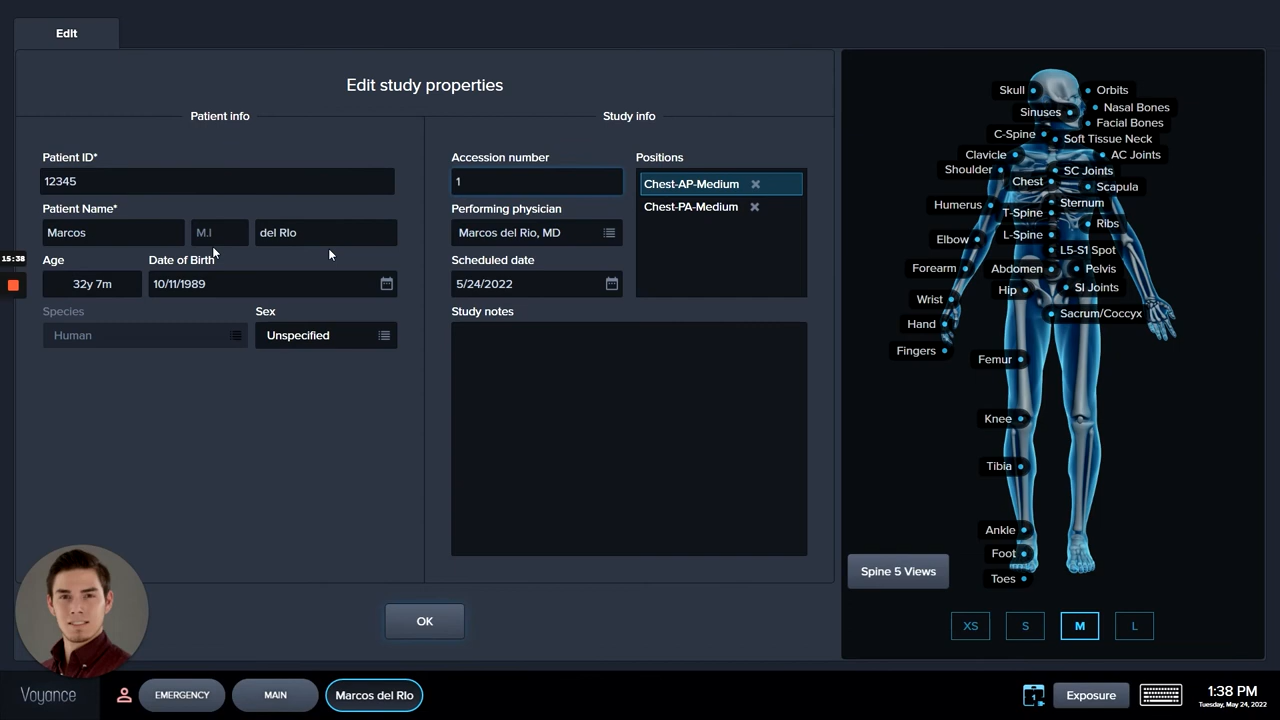 Edit
Edit study properties
Patient info
Study info
Patient ID*
12345
Patient Name*
Marcos
M.I
del RIo
Age
Date of Birth
32y 7m
10/11/1989
Species
Sex
Human
Unspecified
Accession number
1
Performing physician
Marcos del Rio, MD
Scheduled date
5/24/2022
Study notes
Positions
Chest-AP-Medium
Chest-PA-Medium
OK
15:38
Skull
Orbits
Nasal Bones
Sinuses
Facial Bones
C-Spine
Soft Tissue Neck
Clavicle
AC Joints
Shoulder
SC Joints
Chest
Scapula
Humerus
Sternum
T-Spine
Ribs
L-Spine
Elbow
L5-S1 Spot
Forearm
Abdomen
Pelvis
Hip
SI Joints
Wrist
Sacrum/Coccyx
Hand
Fingers
Femur
Knee
Tibia
Ankle
Foot
Toes
Spine 5 Views
XS
S
M
L
Voyance
EMERGENCY
MAIN
Marcos del RIo
1
Exposure
1:38 PM
Tuesday, May 24, 2022